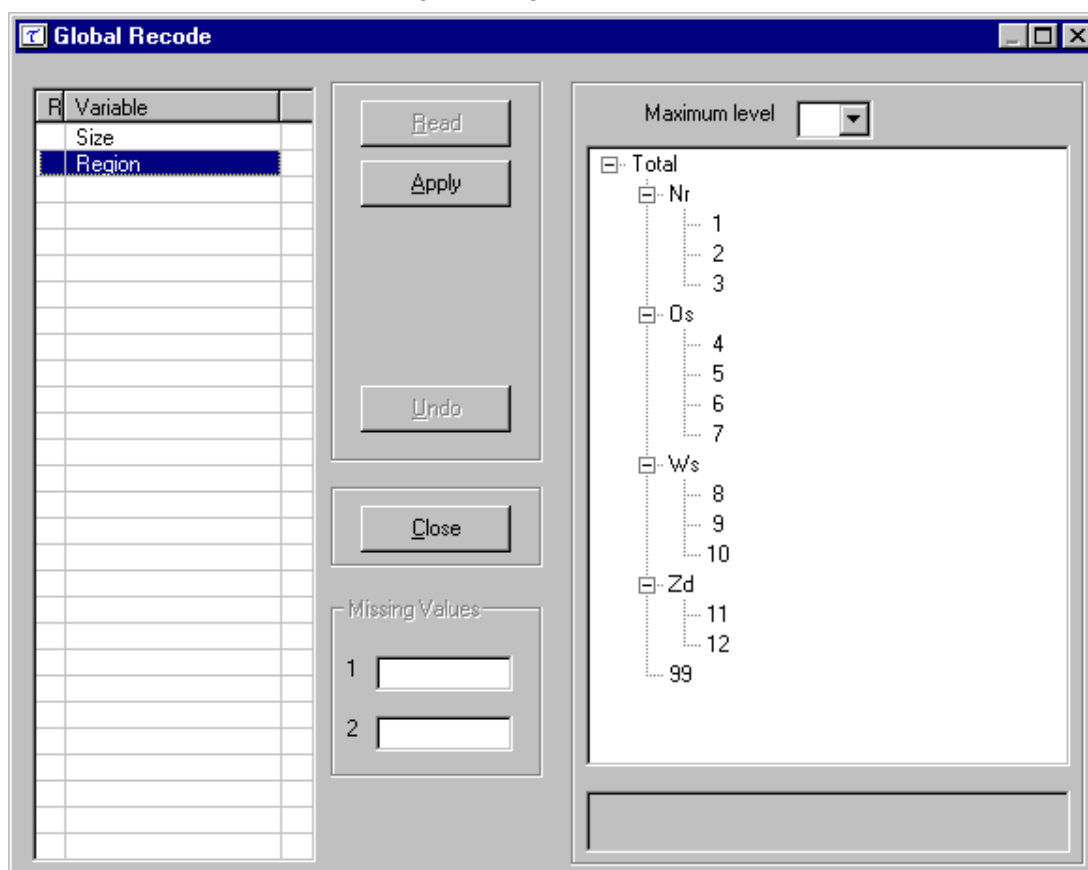 τ Global Recode
R Variable
Size
Region
Read
Apply
Undo
Close
Missing Values
1
2
Maximum level
Total
Nr
1
2
3
Os
4
5
6
7
Ws
8
9
10
Zd
11
12
99